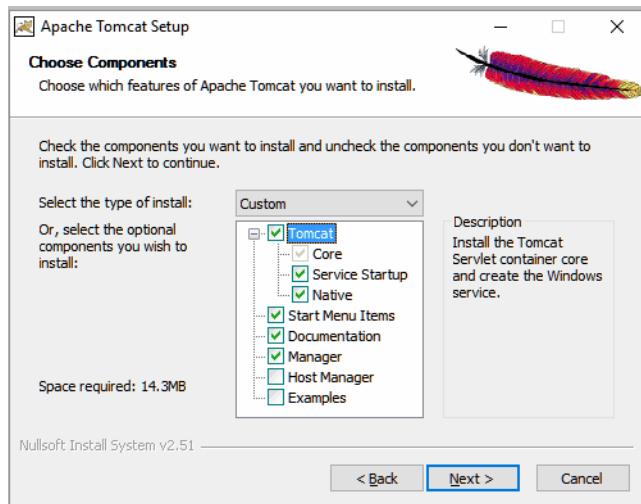 Apache Tomcat Setup
Choose Components
Choose which features of Apache Tomcat you want to install.
Check the components you want to install and uncheck the components you don't want to
install. Click Next to continue.
Select the type of install:
Custom
Or, select the optional
components you wish to
install:
Tomcat
Core
Service Startup
Native
Start Menu Items
Documentation
Manager
Host Manager
Examples
Description
Install the Tomcat
Servlet container core
and create the Windows
service.
Space required: 14.3MB
Nullsoft Install System v2.51
< Back
Next >
Cancel